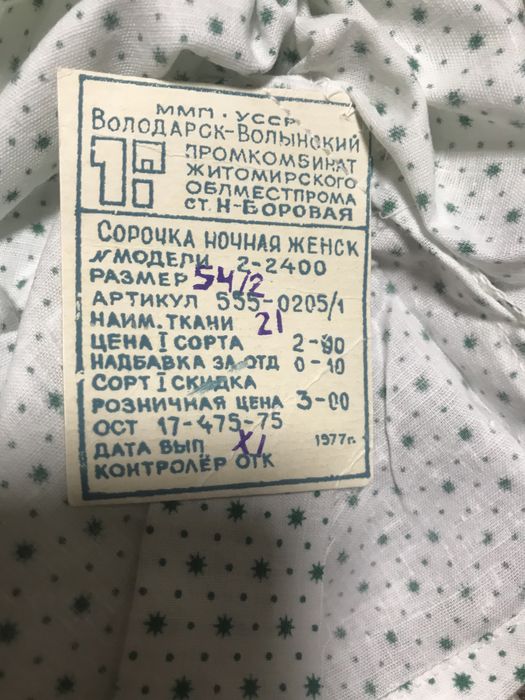 ММП · УССР
ВОЛОДАРСК-ВОЛЫНСКИЙ
ПРОМКОМБИНАТ
ЖИТОМИРСКОГО
ОБЛМЕСТПРОМА
СТ. Н-БОРОВАЯ
СОРОЧКА НОЧНАЯ ЖЕНСК
№ МОДЕЛИ 2-2400
РАЗМЕР 54/2
АРТИКУЛ 555-0205/1
НАИМ. ТКАНИ 21
ЦЕНА I СОРТА 2-90
НАДБАВКА ЗА ОТД 0-10
СОРТ I СКИДКА
РОЗНИЧНАЯ ЦЕНА 3-00
ОСТ 17-475-75
ДАТА ВЫП XI 1977г.
КОНТРОЛЁР ОТК